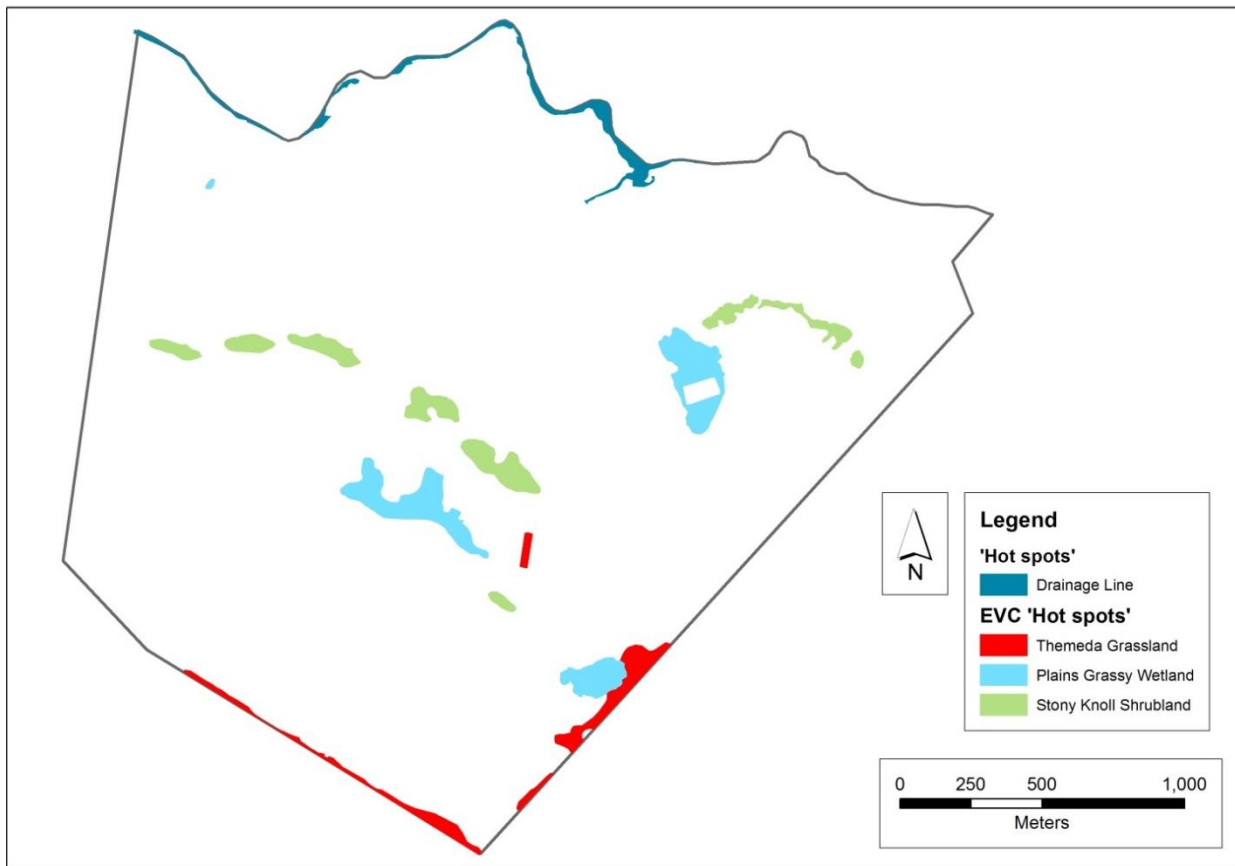 N
Legend
'Hot spots'
Drainage Line
EVC 'Hot spots'
Themeda Grassland
Plains Grassy Wetland
Stony Knoll Shrubland
0 250 500 1,000
Meters